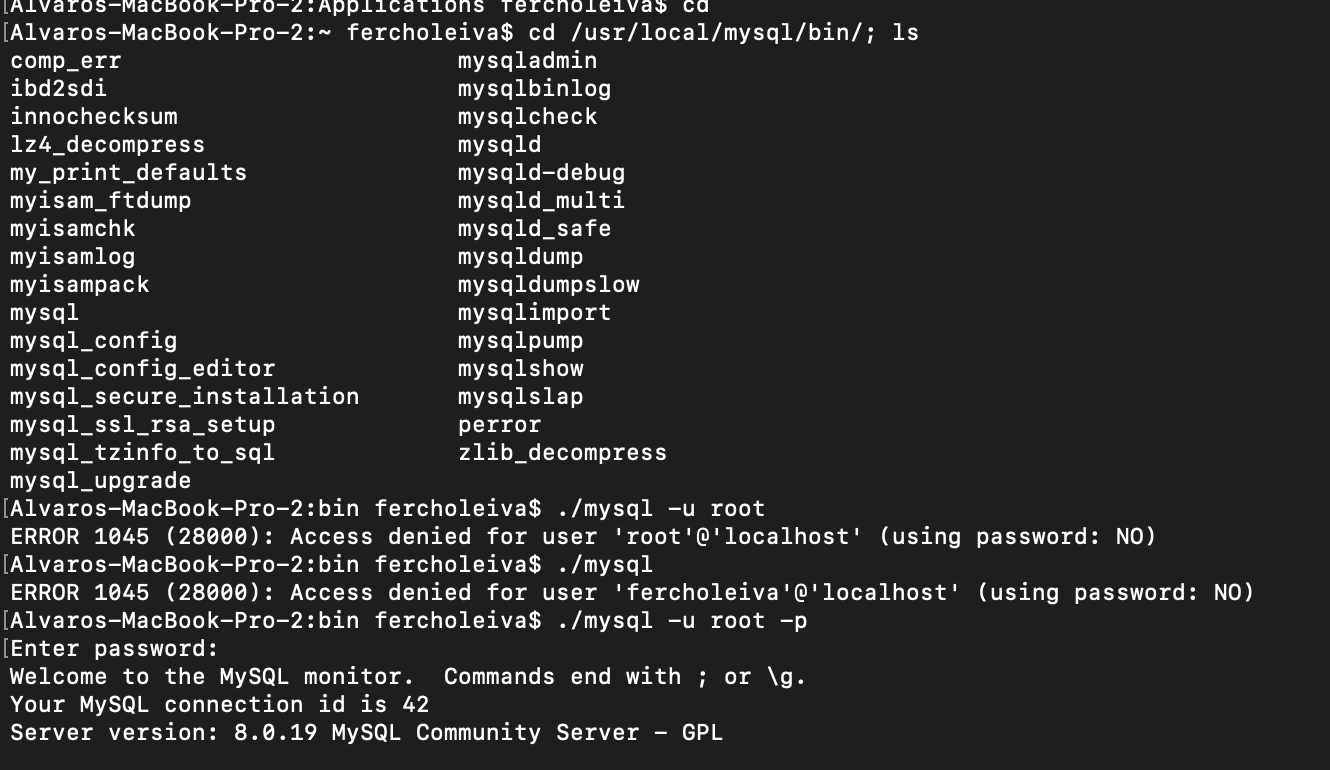 [Alvaros-MacBook-Pro-2:Applications fercholeiva$ cd
[Alvaros-MacBook-Pro-2:~ fercholeiva$ cd /usr/local/mysql/bin/; ls
comp_err mysqladmin
ibd2sdi mysqlbinlog
innochecksum mysqlcheck
lz4_decompress mysqld
my_print_defaults mysqld-debug
myisam_ftdump mysqld_multi
myisamchk mysqld_safe
myisamlog mysqldump
myisampack mysqldumpslow
mysql mysqlimport
mysql_config mysqlpump
mysql_config_editor mysqlshow
mysql_secure_installation mysqlslap
mysql_ssl_rsa_setup perror
mysql_tzinfo_to_sql zlib_decompress
mysql_upgrade
[Alvaros-MacBook-Pro-2:bin fercholeiva$ ./mysql -u root
ERROR 1045 (28000): Access denied for user 'root'@'localhost' (using password: NO)
[Alvaros-MacBook-Pro-2:bin fercholeiva$ ./mysql
ERROR 1045 (28000): Access denied for user 'fercholeiva'@'localhost' (using password: NO)
[Alvaros-MacBook-Pro-2:bin fercholeiva$ ./mysql -u root -p
[Enter password:
Welcome to the MySQL monitor.  Commands end with ; or \g.
Your MySQL connection id is 42
Server version: 8.0.19 MySQL Community Server - GPL